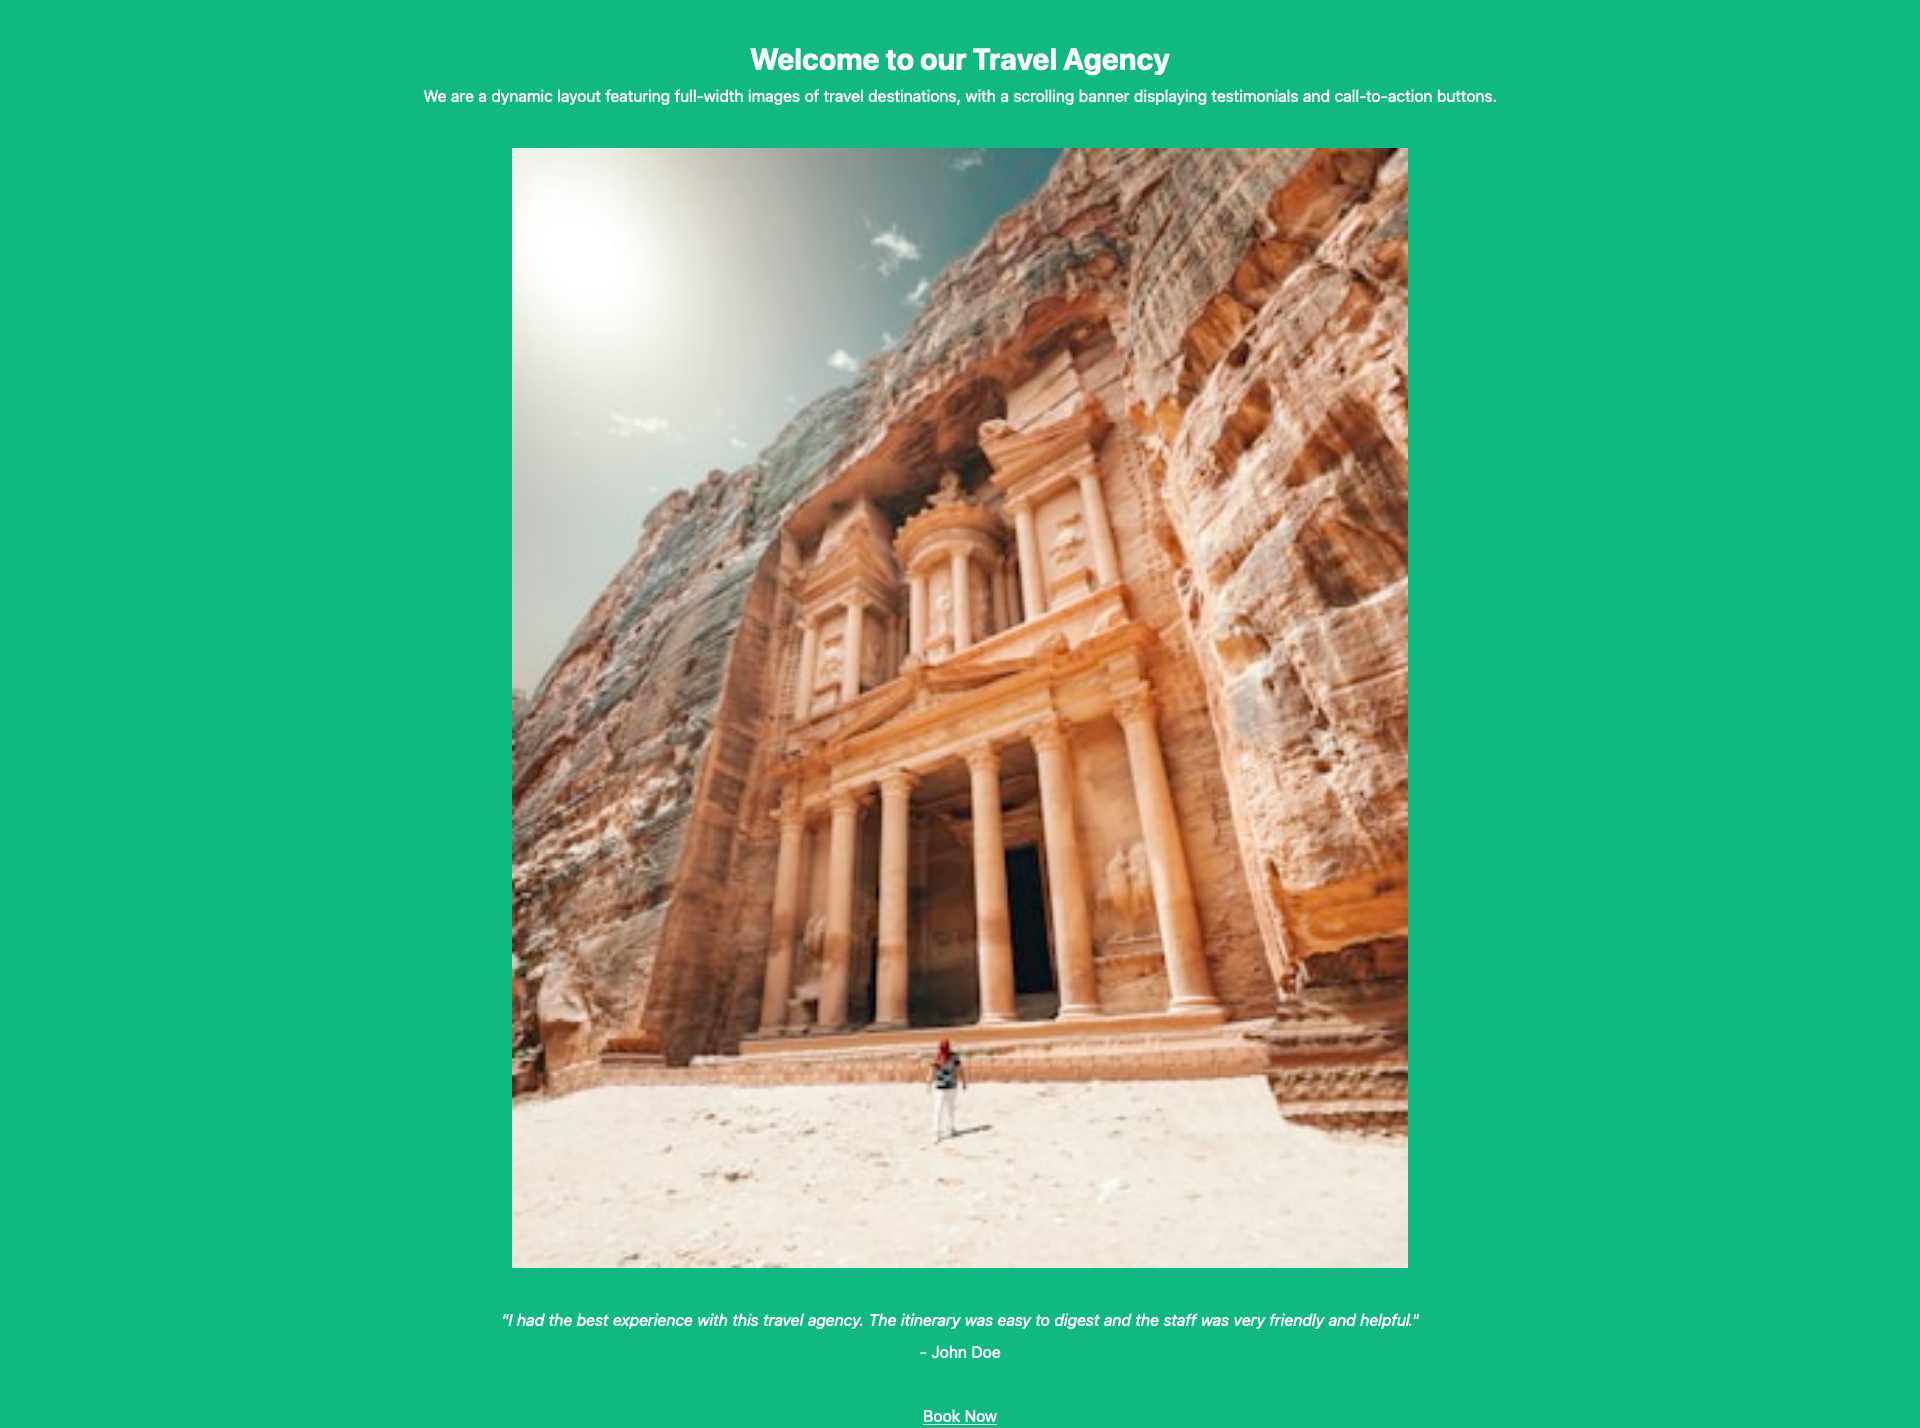 Welcome to our Travel Agency
We are a dynamic layout featuring full-width images of travel destinations, with a scrolling banner displaying testimonials and call-to-action buttons.
"I had the best experience with this travel agency. The itinerary was easy to digest and the staff was very friendly and helpful."
- John Doe
Book Now